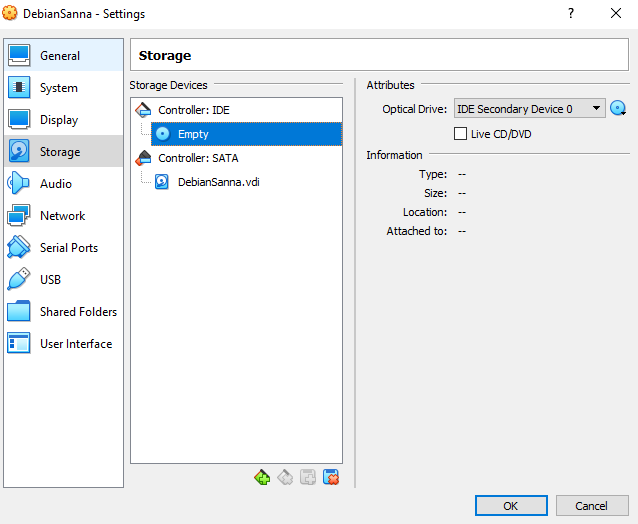 DebianSanna - Settings
?
General
System
Display
Storage
Audio
Network
Serial Ports
USB
Shared Folders
User Interface
Storage
Storage Devices
Controller: IDE
Empty
Controller: SATA
DebianSanna.vdi
Attributes
Optical Drive: IDE Secondary Device 0
Live CD/DVD
Information
Type: --
Size: --
Location: --
Attached to: --
OK Cancel